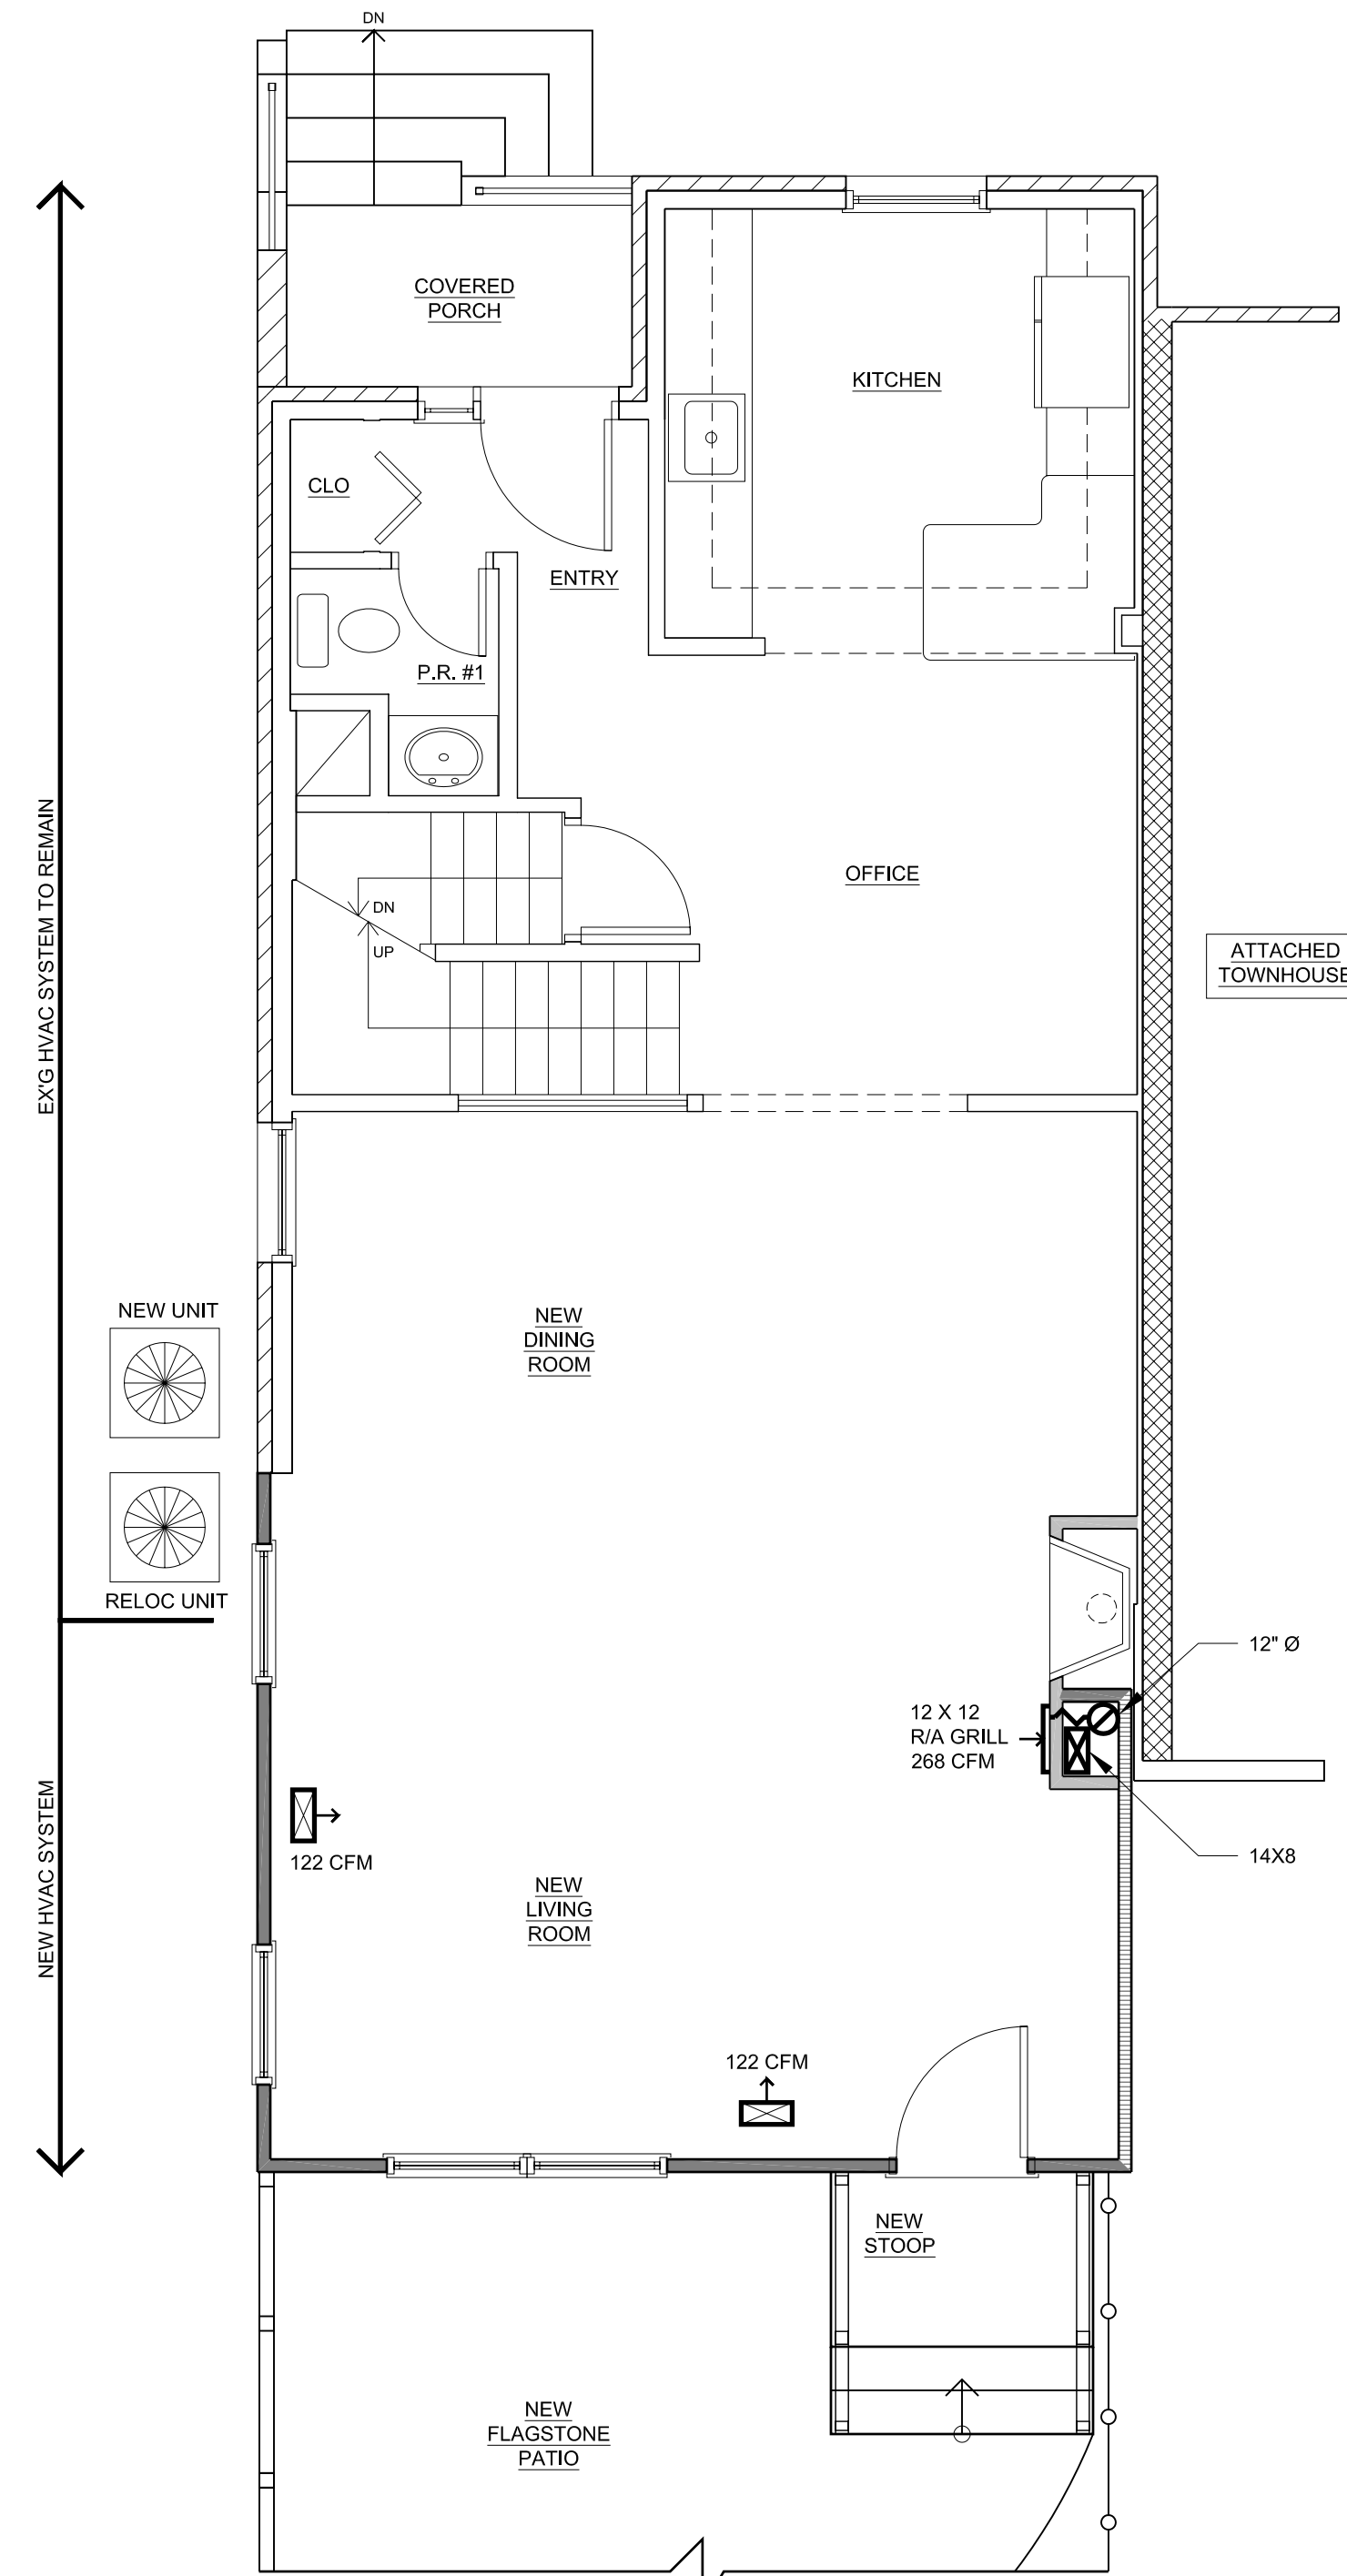 DN
COVERED
PORCH
KITCHEN
CLO
ENTRY
P.R. #1
EX'G HVAC SYSTEM TO REMAIN
OFFICE
DN
UP
ATTACHED
TOWNHOUSE
NEW UNIT
NEW
DINING
ROOM
RELOC UNIT
12" Ø
12 X 12
R/A GRILL
268 CFM
NEW HVAC SYSTEM
122 CFM
14X8
NEW
LIVING
ROOM
122 CFM
NEW
STOOP
NEW
FLAGSTONE
PATIO